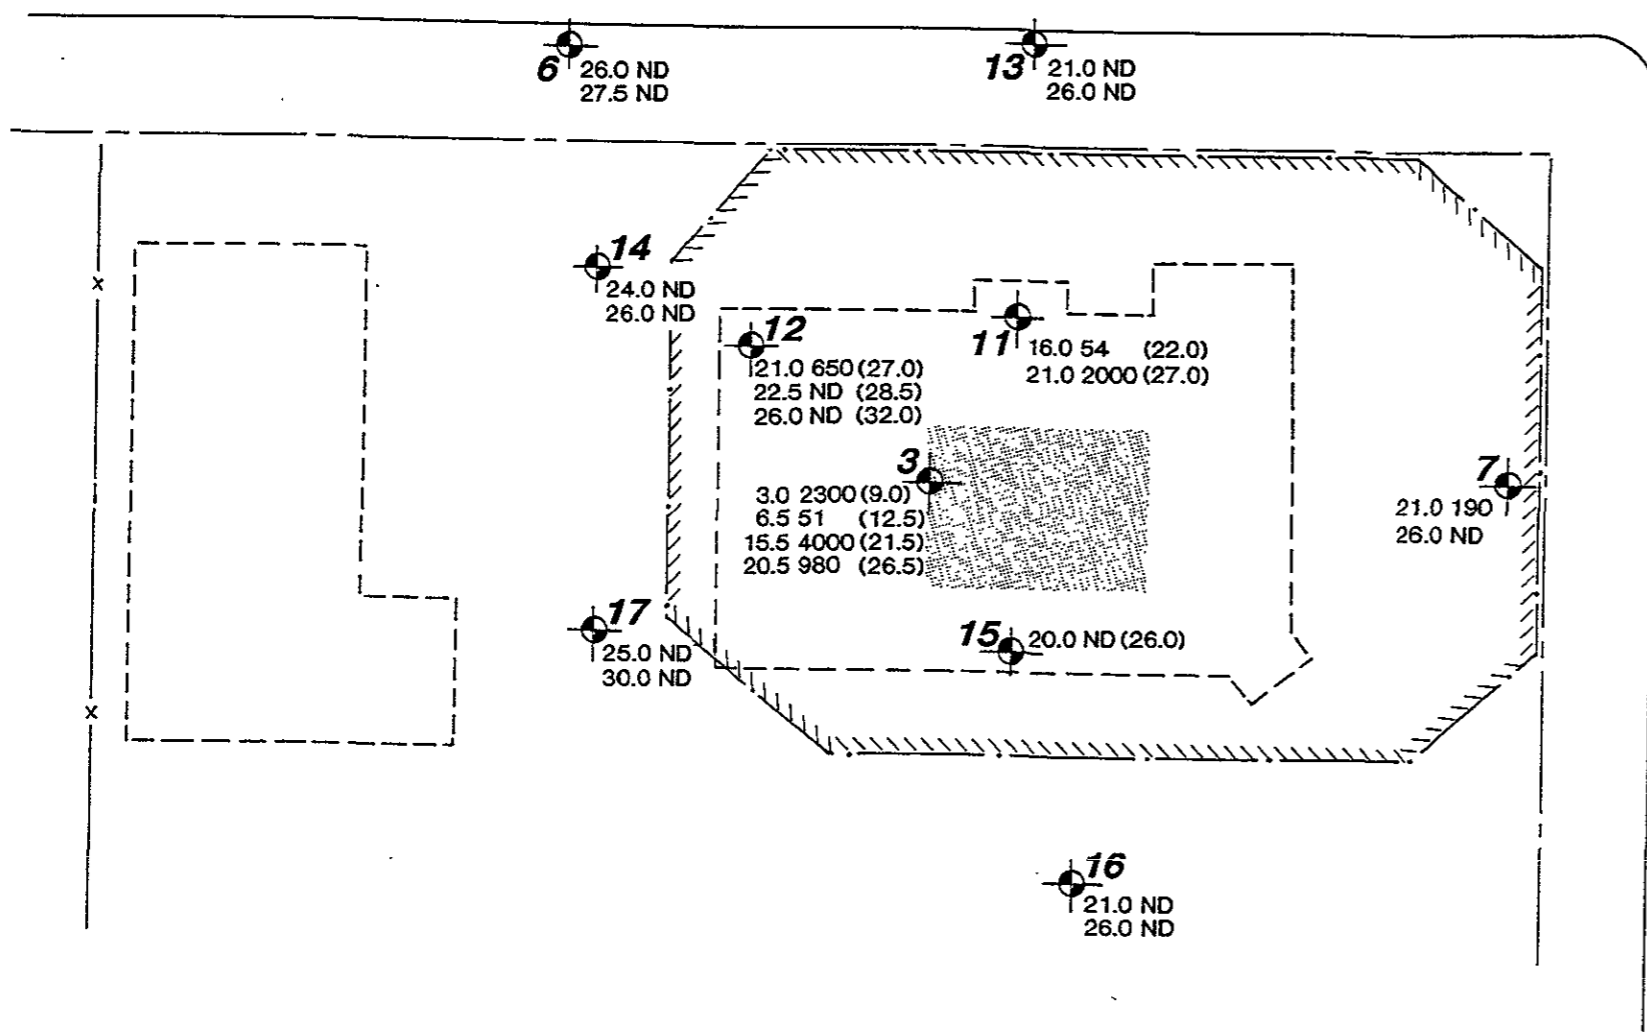 6
26.0 ND
27.5 ND
13
21.0 ND
26.0 ND
14
24.0 ND
26.0 ND
12
21.0 650 (27.0)
22.5 ND (28.5)
26.0 ND (32.0)
11
16.0 54 (22.0)
21.0 2000 (27.0)
3
3.0 2300 (9.0)
6.5 51 (12.5)
15.5 4000 (21.5)
20.5 980 (26.5)
7
21.0 190
26.0 ND
17
25.0 ND
30.0 ND
15
20.0 ND (26.0)
16
21.0 ND
26.0 ND
x
x